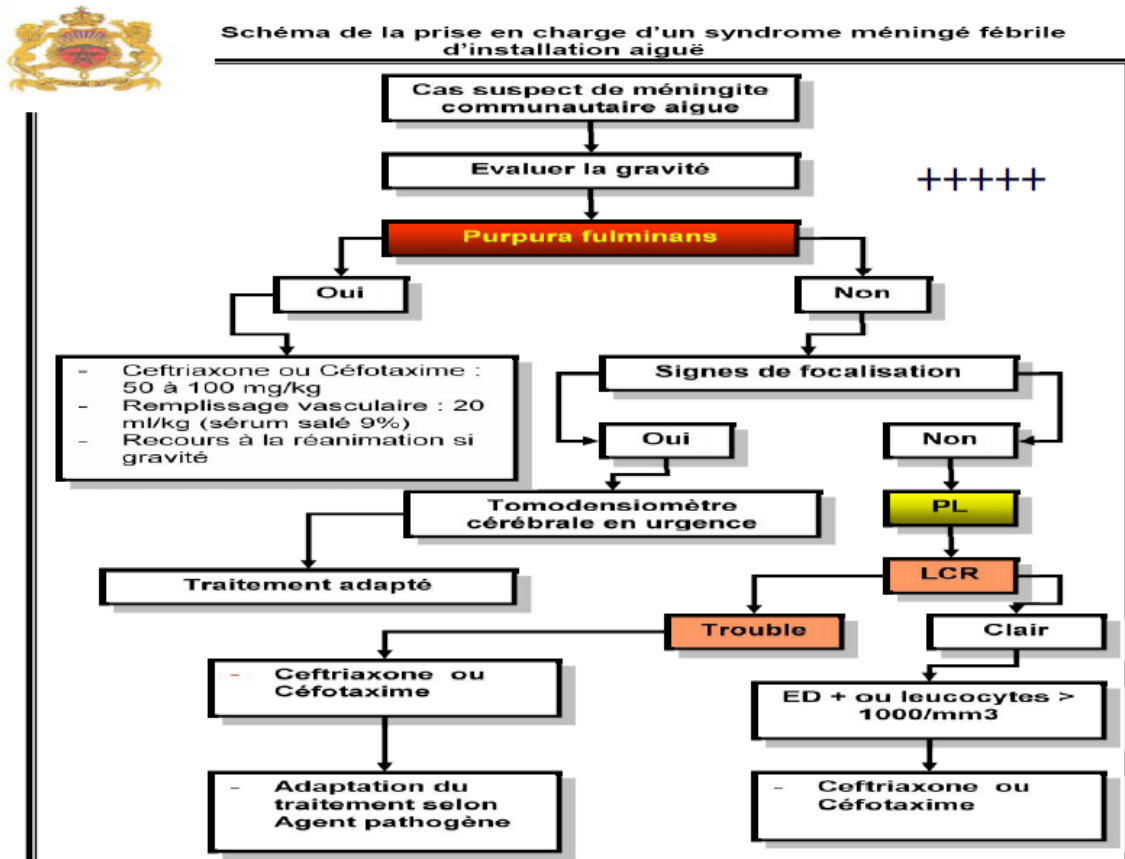 Schéma de la prise en charge d'un syndrome méningé fébrile
d'installation aiguë
Cas suspect de méningite
communautaire aigue
Evaluer la gravité
+++++
Purpura fulminans
Oui
Non
- Ceftriaxone ou Céfotaxime :
50 à 100 mg/kg
- Remplissage vasculaire : 20
ml/kg (sérum salé 9%)
- Recours à la réanimation si
gravité
Signes de focalisation
Oui
Non
Tomodensiomètre
cérébrale en urgence
PL
Traitement adapté
LCR
Trouble
Clair
- Ceftriaxone ou
Céfotaxime
ED + ou leucocytes >
1000/mm3
- Adaptation du
traitement selon
Agent pathogène
- Ceftriaxone ou
Céfotaxime